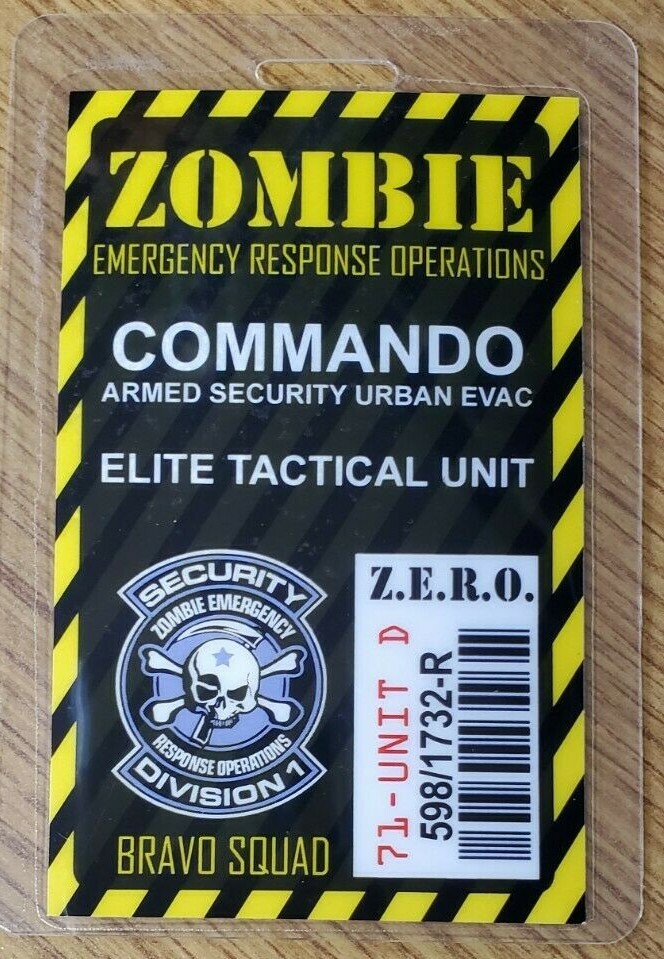 ZOMBIE
EMERGENCY RESPONSE OPERATIONS
COMMANDO
ARMED SECURITY URBAN EVAC
ELITE TACTICAL UNIT
SECURITY
ZOMBIE EMERGENCY
RESPONSE OPERATIONS
DIVISION 1
BRAVO SQUAD
Z.E.R.O.
71-UNIT D
598/1732-R